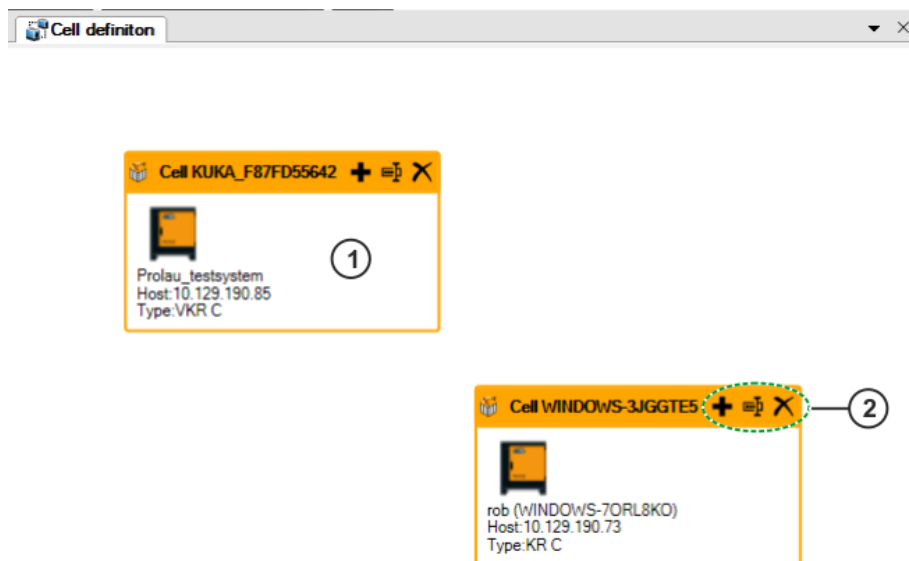 Cell definiton
Cell KUKA_F87FD55642
Prolau_testsystem
Host:10.129.190.85
Type:VKR C
1
Cell WINDOWS-3JGGTE5
2
rob (WINDOWS-7ORL8KO)
Host:10.129.190.73
Type:KR C